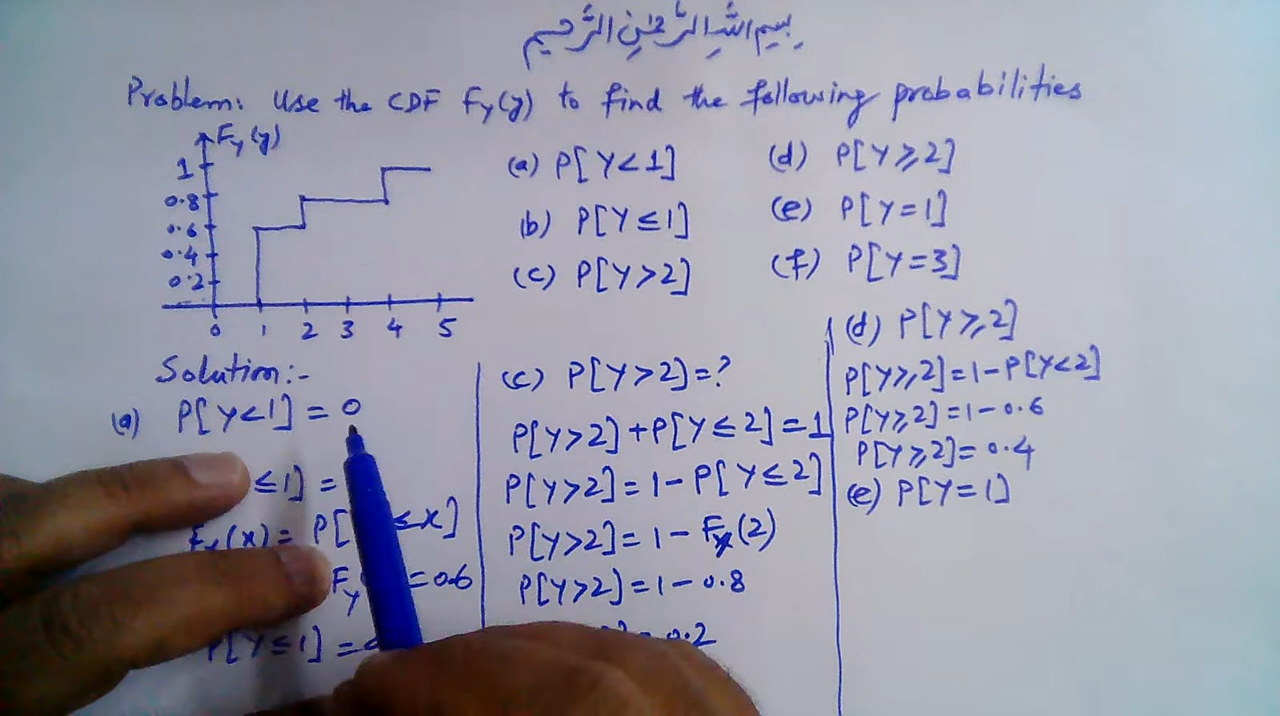 بسم الله الرحمن الرحيم
Problem: Use the CDF Fy(y) to find the following probabilities
Fy(y)
1
0.8
0.6
0.4
0.2
0 1 2 3 4 5
(a) P[Y<1]
(b) P[Y≤1]
(c) P[Y>2]
(d) P[Y≥2]
(e) P[Y=1]
(f) P[Y=3]
Solution:-
(a) P[Y<1] = 0
≤1] =
(x) = P[ ≤x]
Fy =0.6
P[Y≤1] =
(c) P[Y>2]=?
P[Y>2]+P[Y≤2]=1
P[Y>2]=1-P[Y≤2]
P[Y>2]=1-Fy(2)
P[Y>2]=1-0.8
0.2
(d) P[Y≥2]
P[Y≥2]=1-P[Y<2]
P[Y≥2]=1-0.6
P[Y≥2]=0.4
(e) P[Y=1]